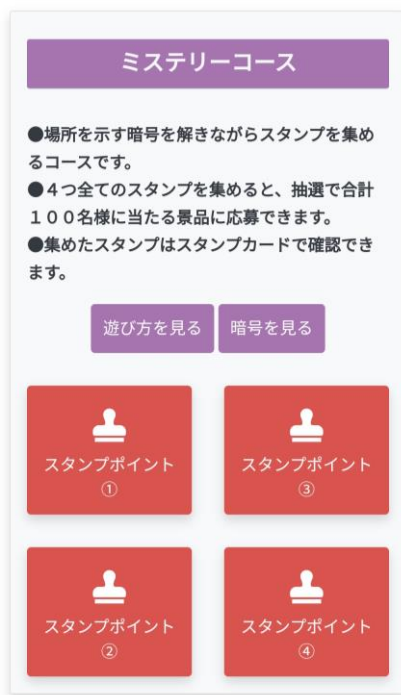 ミステリーコース
●場所を示す暗号を解きながらスタンプを集め
るコースです。
●４つ全てのスタンプを集めると、抽選で合計
１００名様に当たる景品に応募できます。
●集めたスタンプはスタンプカードで確認でき
ます。
遊び方を見る
暗号を見る
スタンプポイント
①
スタンプポイント
③
スタンプポイント
②
スタンプポイント
④